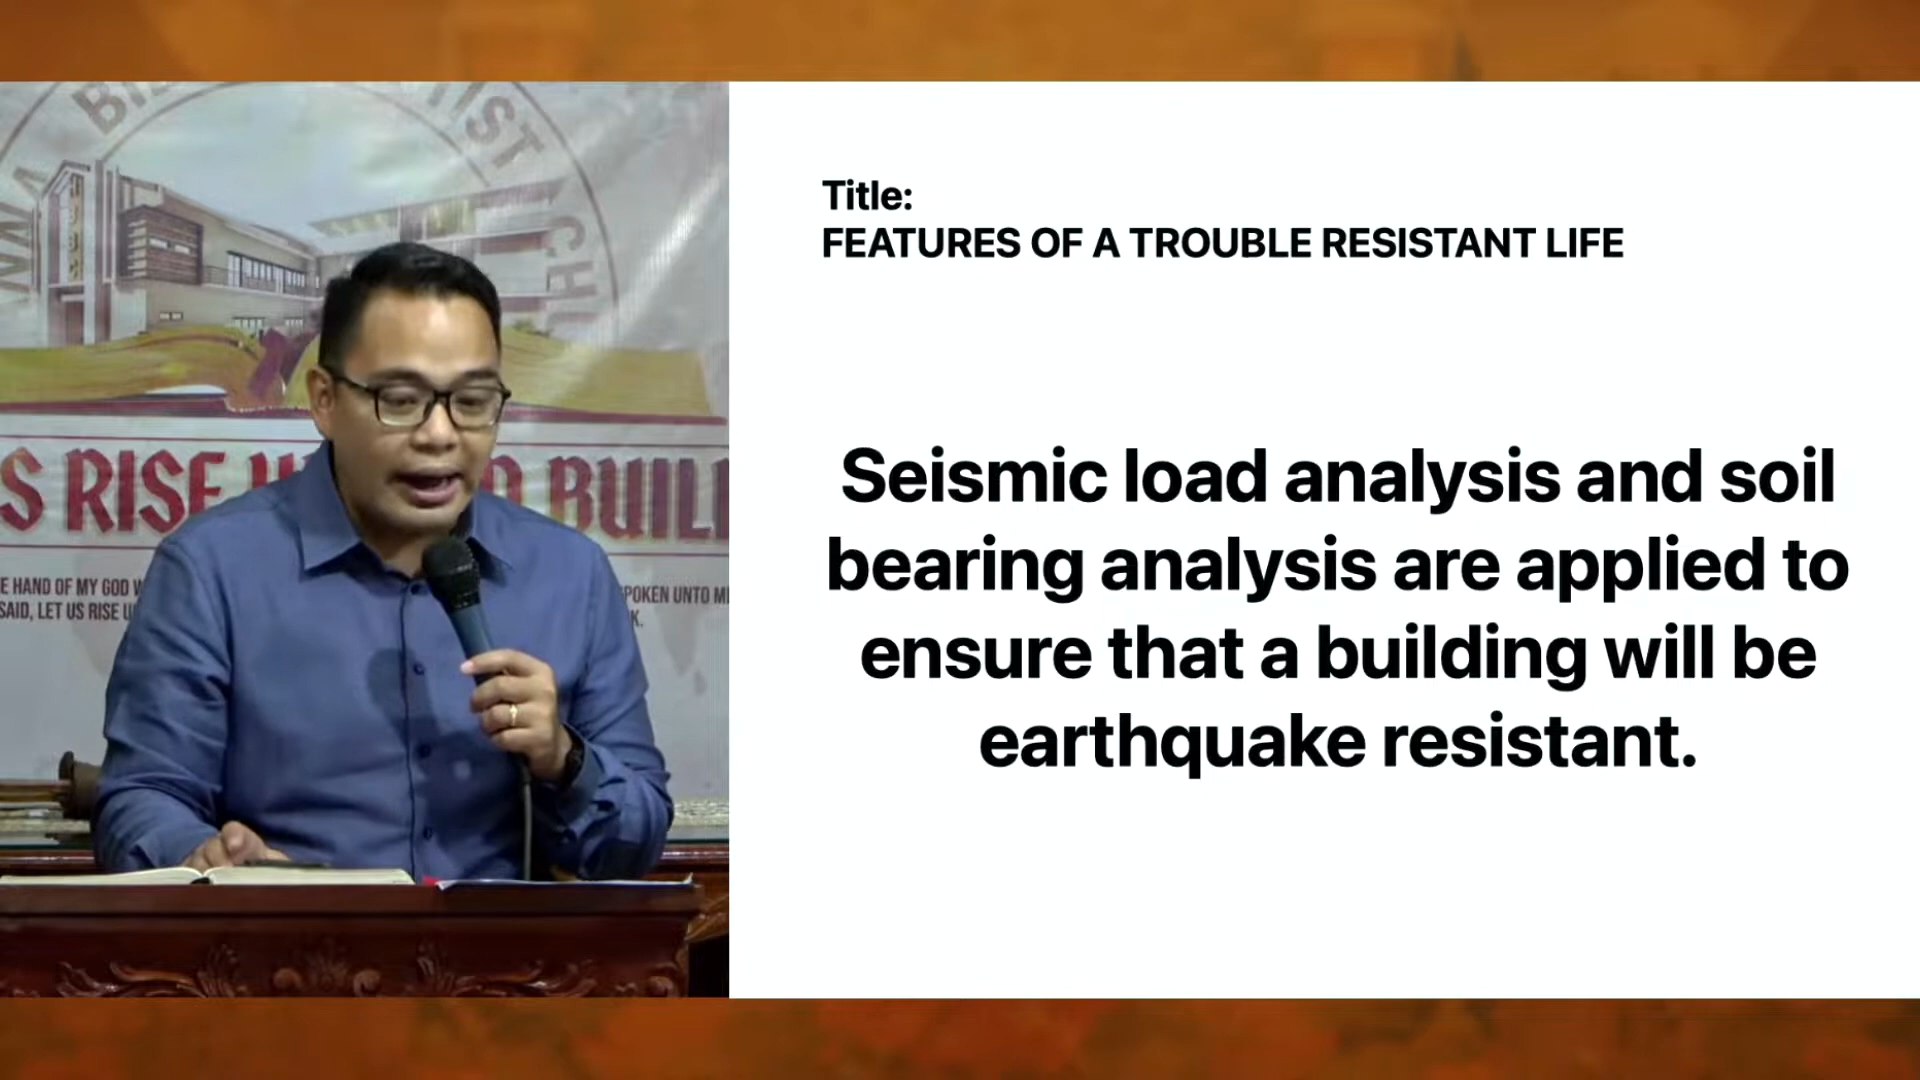 Title:
FEATURES OF A TROUBLE RESISTANT LIFE
Seismic load analysis and soil
bearing analysis are applied to
ensure that a building will be
earthquake resistant.
S RISE
BUIL
E HAND OF MY GOD
POKEN UNTO
SAID, LET US RISE